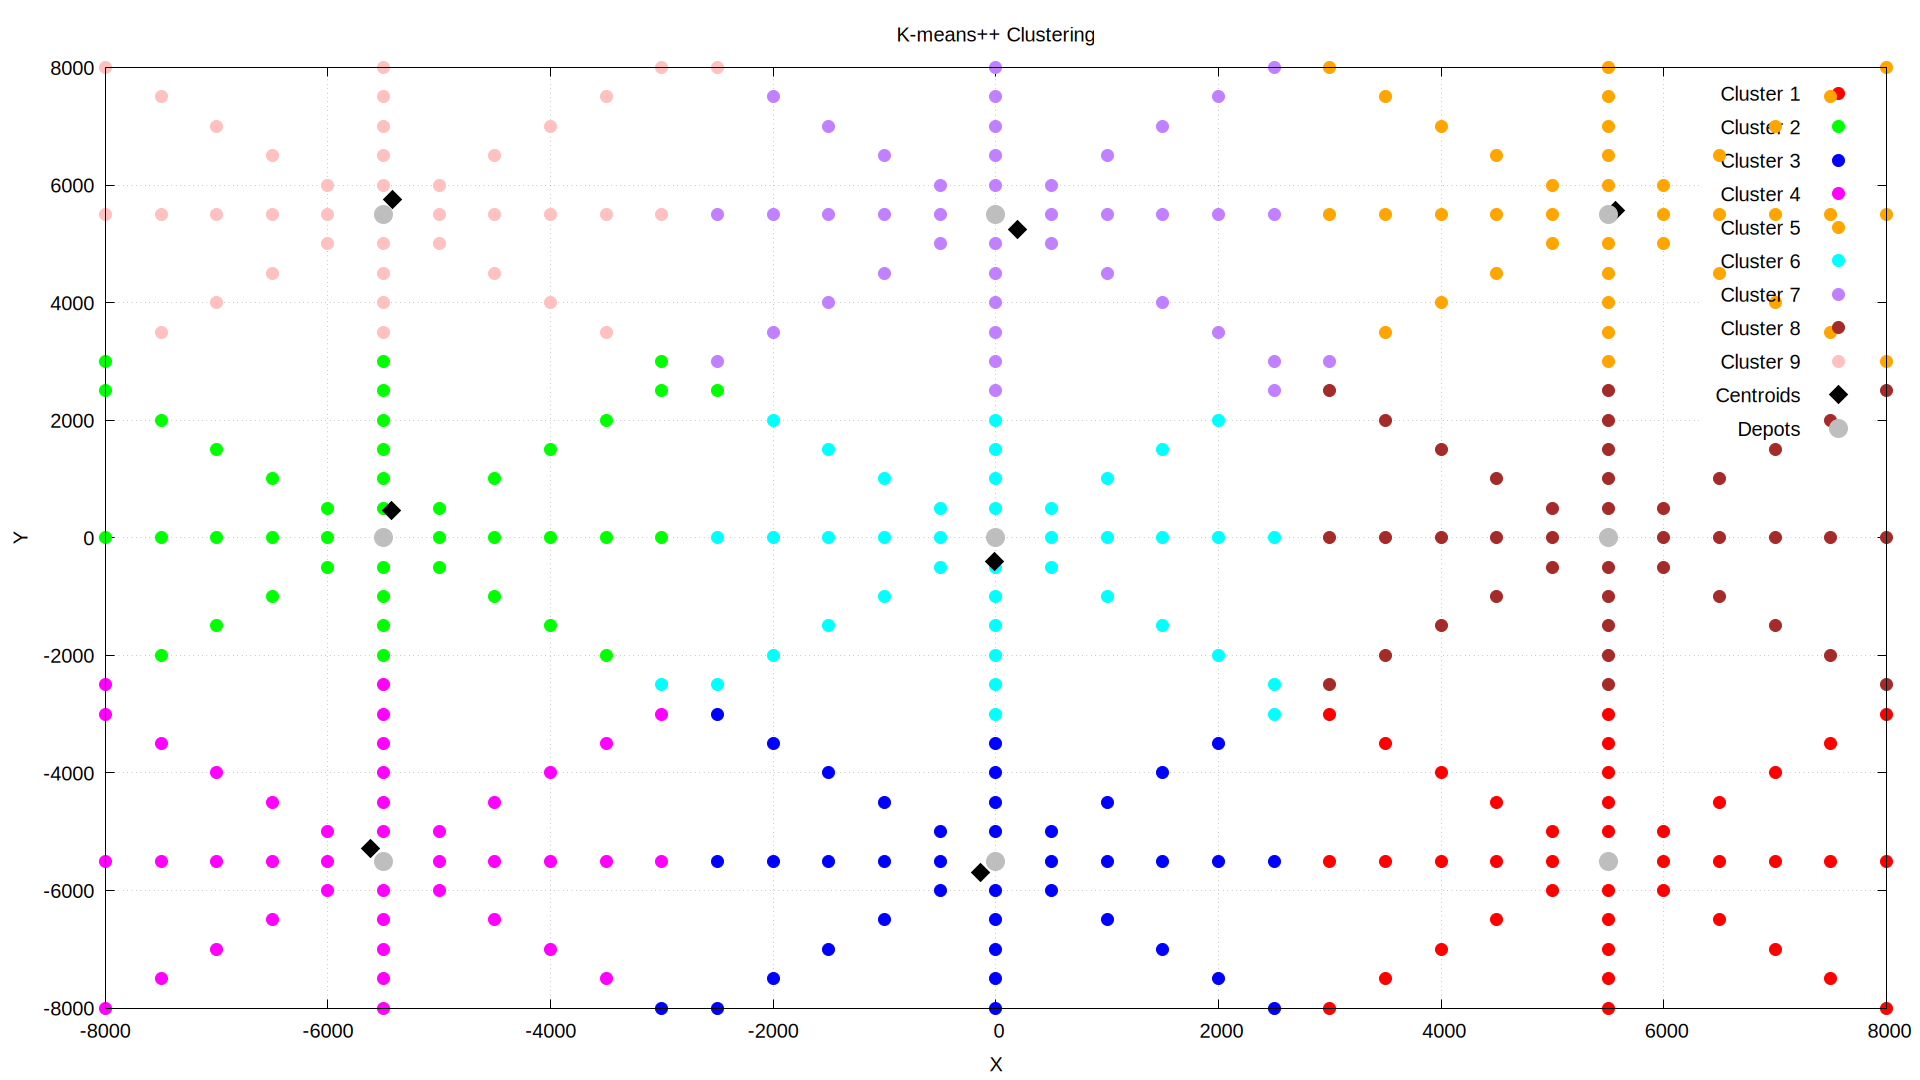 K-means++ Clustering
8000
6000
4000
2000
0
-2000
-4000
-6000
-8000
-8000 -6000 -4000 -2000 0 2000 4000 6000 8000
X
Y
Cluster 1
Cluster 2
Cluster 3
Cluster 4
Cluster 5
Cluster 6
Cluster 7
Cluster 8
Cluster 9
Centroids
Depots